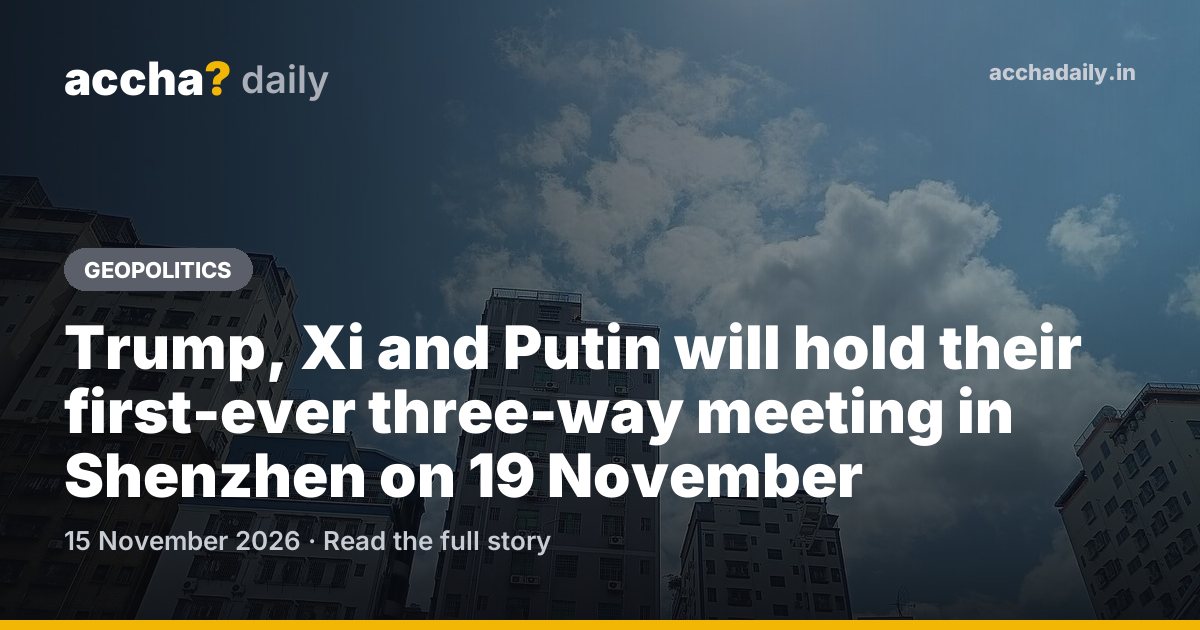 accha? daily
acchadaily.in
GEOPOLITICS
Trump, Xi and Putin will hold their
first-ever three-way meeting in
Shenzhen on 19 November
15 November 2026 · Read the full story